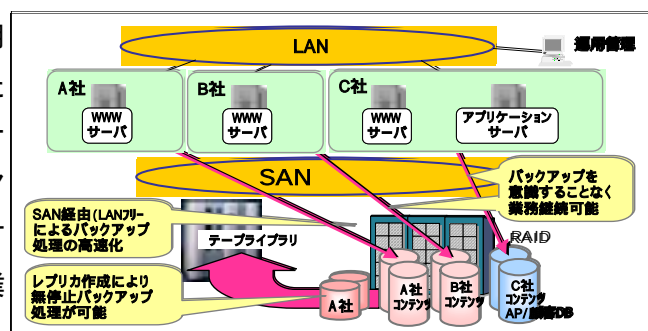 LAN
運用管理
A社
B社
C社
WWW
サーバ
WWW
サーバ
WWW
サーバ
アプリケーション
サーバ
SAN
バックアップを
意識することなく
業務継続可能
SAN経由(LANフリー
によるバックアップ
処理の高速化
テープライブラリ
RAID
レプリカ作成により
無停止バックアップ
処理が可能
A社
A社
コンテンツ
B社
コンテンツ
C社
コンテンツ
AP/顧客DB